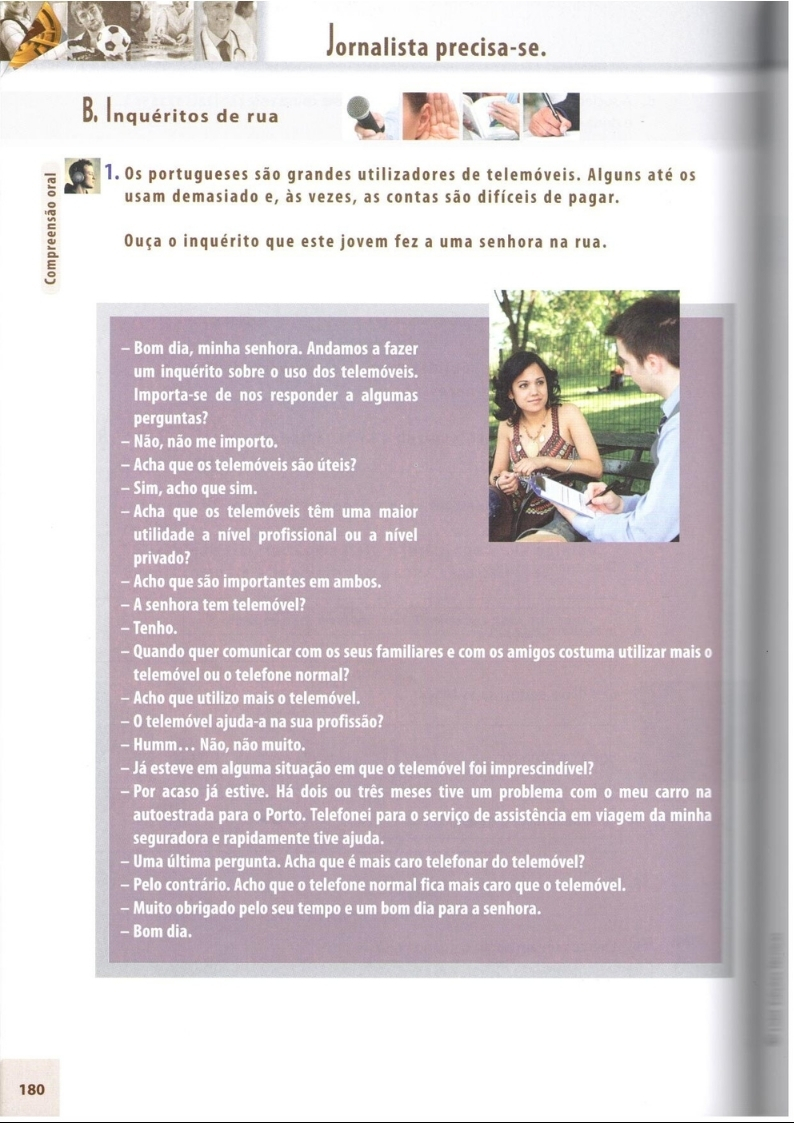 Jornalista precisa-se.
B. Inquéritos de rua
Compreensão oral
1. Os portugueses são grandes utilizadores de telemóveis. Alguns até os
usam demasiado e, às vezes, as contas são difíceis de pagar.
Ouça o inquérito que este jovem fez a uma senhora na rua.
– Bom dia, minha senhora. Andamos a fazer
um inquérito sobre o uso dos telemóveis.
Importa-se de nos responder a algumas
perguntas?
– Não, não me importo.
– Acha que os telemóveis são úteis?
– Sim, acho que sim.
– Acha que os telemóveis têm uma maior
utilidade a nível profissional ou a nível
privado?
– Acho que são importantes em ambos.
– A senhora tem telemóvel?
– Tenho.
– Quando quer comunicar com os seus familiares e com os amigos costuma utilizar mais o
telemóvel ou o telefone normal?
– Acho que utilizo mais o telemóvel.
– O telemóvel ajuda-a na sua profissão?
– Humm... Não, não muito.
– Já esteve em alguma situação em que o telemóvel foi imprescindível?
– Por acaso já estive. Há dois ou três meses tive um problema com o meu carro na
autoestrada para o Porto. Telefonei para o serviço de assistência em viagem da minha
seguradora e rapidamente tive ajuda.
– Uma última pergunta. Acha que é mais caro telefonar do telemóvel?
– Pelo contrário. Acho que o telefone normal fica mais caro que o telemóvel.
– Muito obrigado pelo seu tempo e um bom dia para a senhora.
– Bom dia.
180